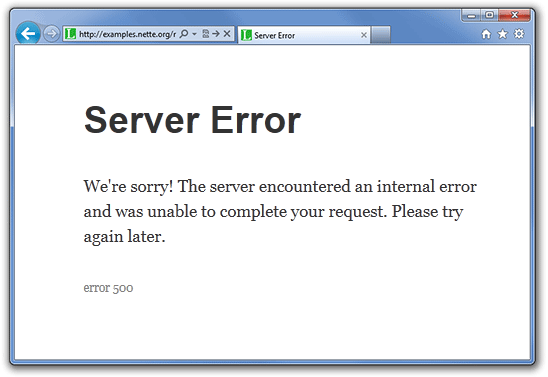 http://examples.nette.org/r
Server Error
Server Error
We're sorry! The server encountered an internal error
and was unable to complete your request. Please try
again later.
error 500